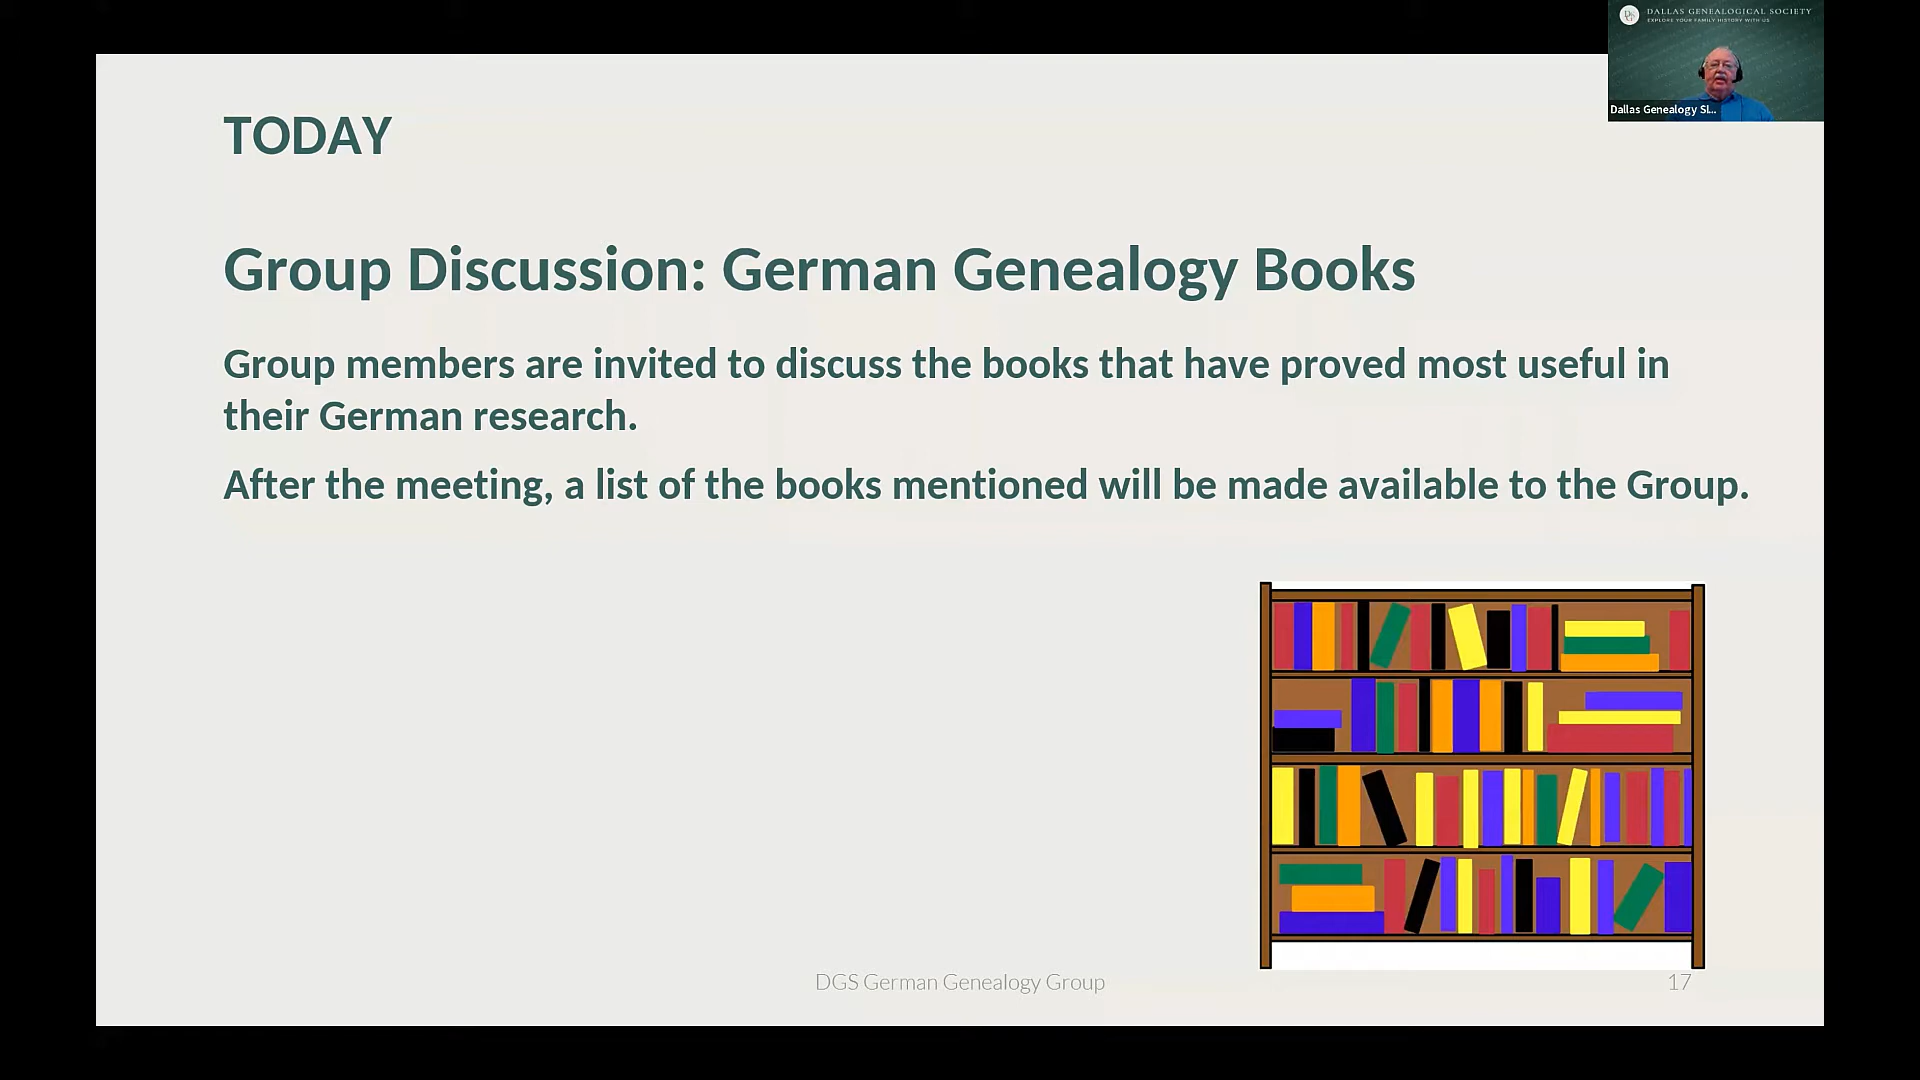 DALLAS GENEALOGICAL SOCIETY
EXPLORE YOUR FAMILY HISTORY WITH US
Dallas Genealogy SI...
TODAY
Group Discussion: German Genealogy Books
Group members are invited to discuss the books that have proved most useful in
their German research.
After the meeting, a list of the books mentioned will be made available to the Group.
DGS German Genealogy Group
17